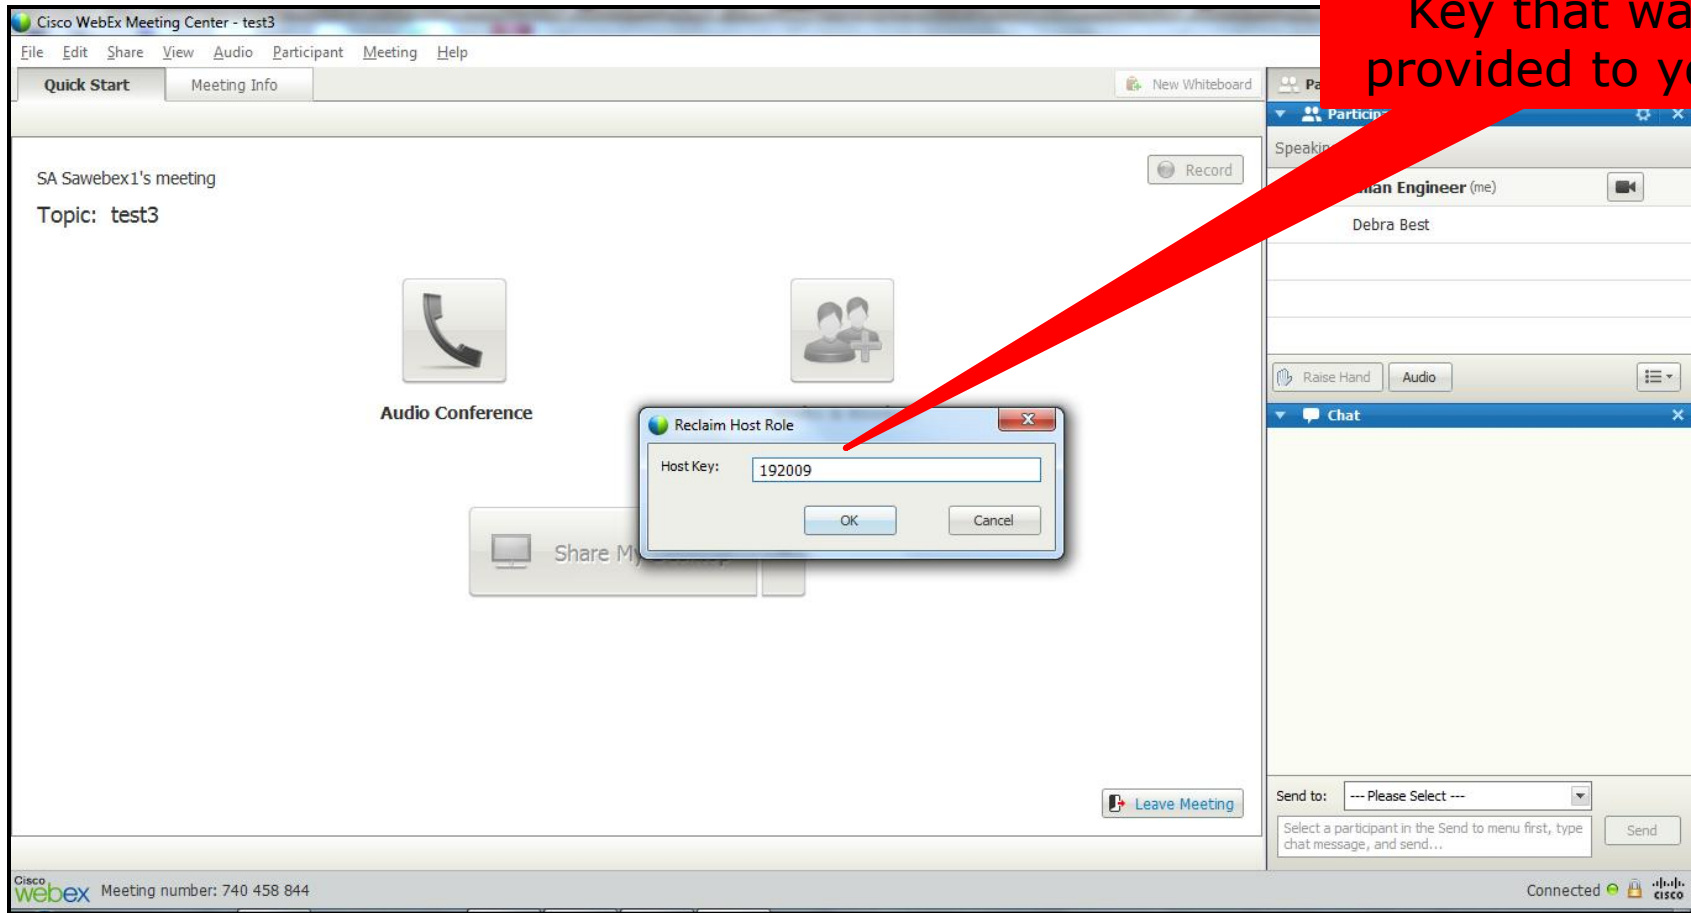 Cisco WebEx Meeting Center - test3
Key that
provided to
File Edit Share View Audio Participant Meeting Help
Quick Start Meeting Info New Whiteboard
Speaking
SA Sawebex1's meeting
Record
Engineer (me)
Topic: test3
Debra Best
Raise Hand Audio
Audio Conference
Chat
Reclaim Host Role
Host Key: 192009
OK Cancel
Share My
Leave Meeting
Send to: --- Please Select ---
Select a participant in the Send to menu first, type
chat message, and send...
Send
Cisco
webex Meeting number: 740 458 844
Connected
cisco